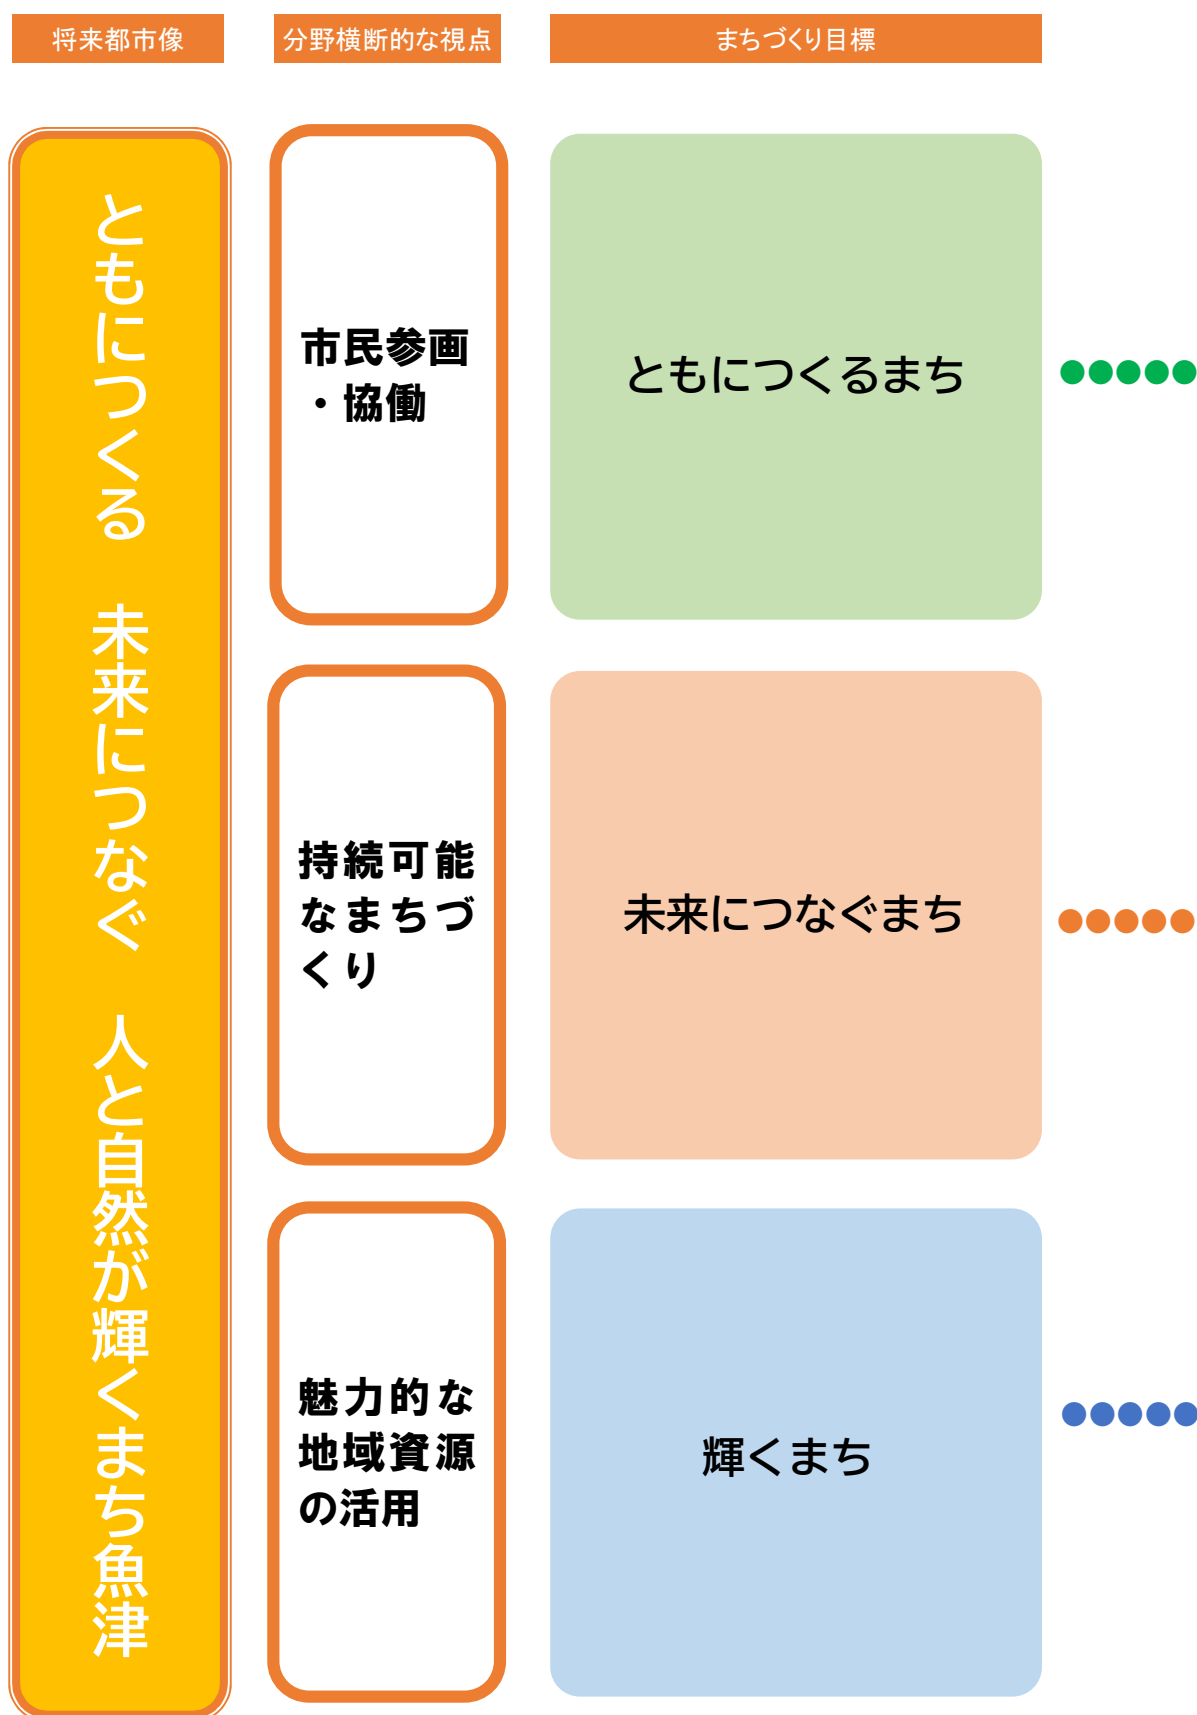 将来都市像
分野横断的な視点
まちづくり目標
ともにつくる　未来につなぐ　人と自然が輝くまち魚津
市民参画
・協働
ともにつくるまち
持続可能
なまちづ
くり
未来につなぐまち
魅力的な
地域資源
の活用
輝くまち